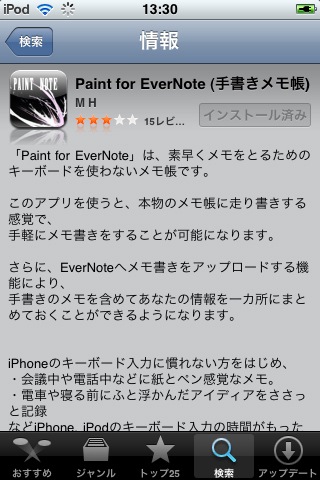 iPod 13:30
検索 情報
PAINT NOTE
Paint for EverNote (手書きメモ帳)
M H
15レビ... インストール済み
「Paint for EverNote」は、素早くメモをとるための
キーボードを使わないメモ帳です。
このアプリを使うと、本物のメモ帳に走り書きする
感覚で、
手軽にメモ書きをすることが可能になります。
さらに、EverNoteへメモ書きをアップロードする機
能により、
手書きのメモを含めてあなたの情報を一カ所にまと
めておくことができるようになります。
iPhoneのキーボード入力に慣れない方をはじめ、
・会議中や電話中などに紙とペン感覚なメモ。
・電車や寝る前にふと浮かんだアイディアをささっ
と記録
などiPhone, iPodのキーボード入力の時間がもった
おすすめ ジャンル トップ25 検索 アップデート